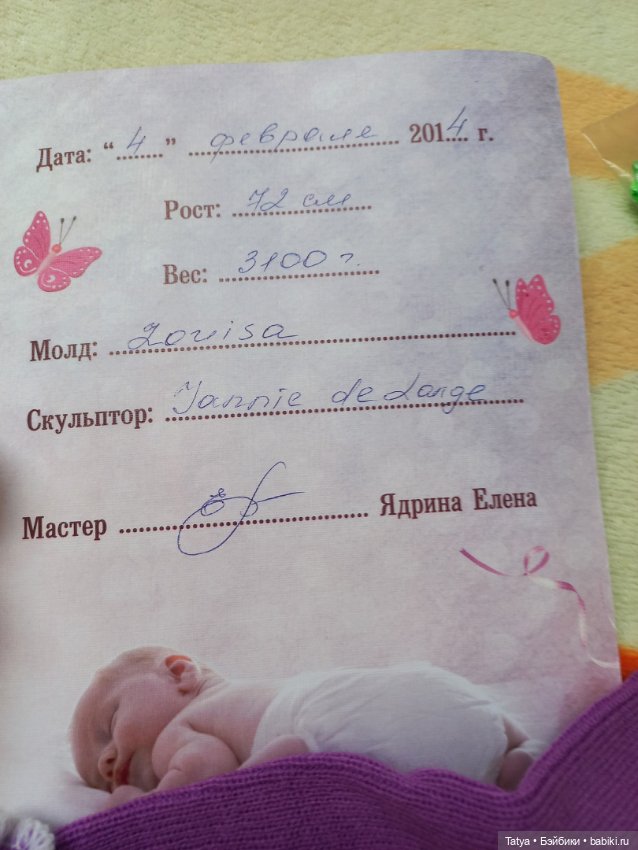 Дата: “4” февраля 2014 г.
Рост: 72 см
Вес: 3100 г.
Молд: Louisa
Скульптор: Jannie de Lange
Мастер Ядрина Елена
Tatya • Бэйбики • babiki.ru